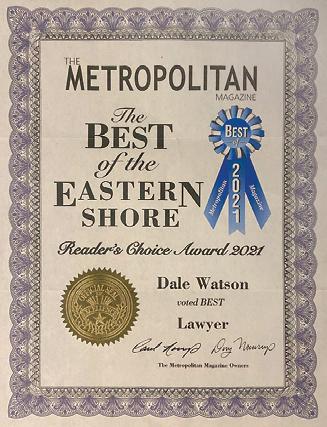 THE
METROPOLITAN
MAGAZINE
The
BEST
of the
EASTERN
SHORE
Reader's Choice Award 2021
BEST
of
2021
Metropolitan
Magazine
Dale Watson
voted BEST
Lawyer
The Metropolitan Magazine Owners